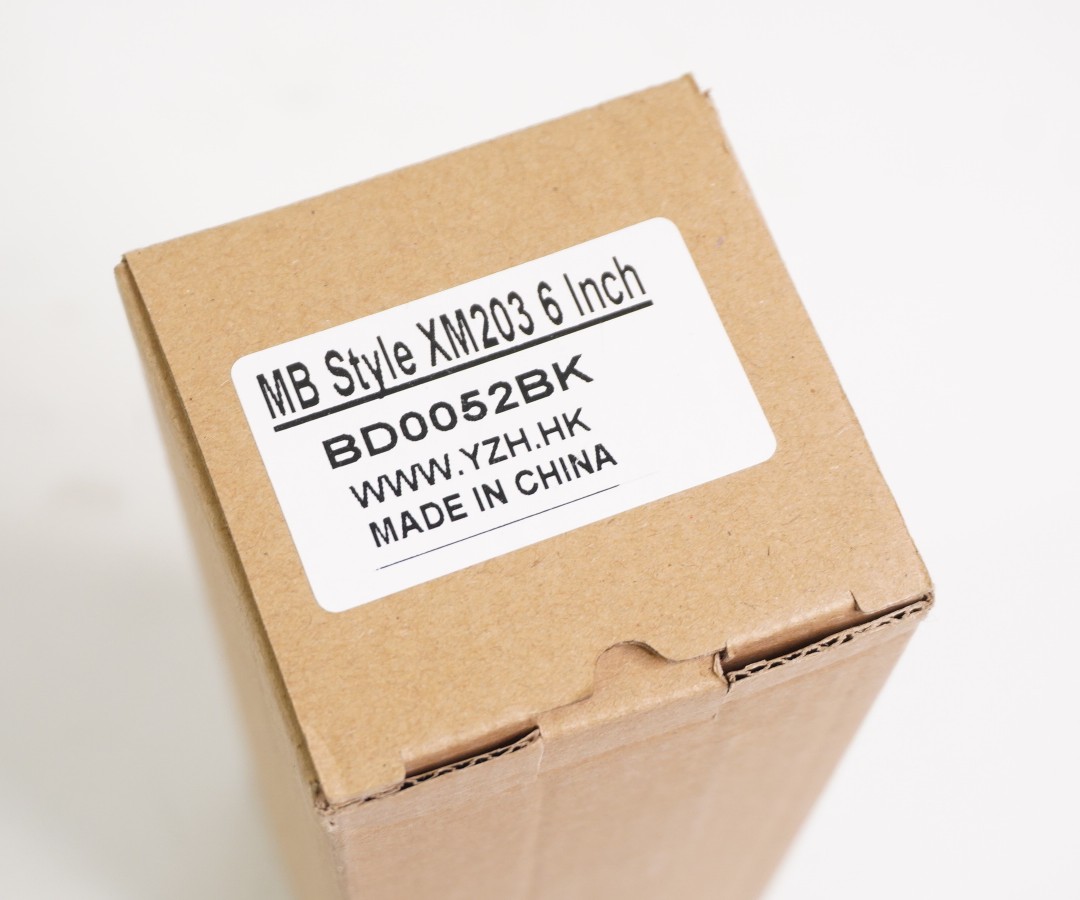 MB Style XM203 6 Inch
BD0052BK
WWW.YZH.HK
MADE IN CHINA